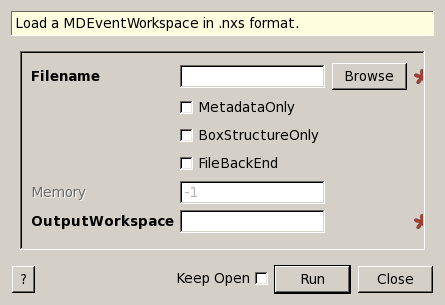 Load a MDEventWorkspace in .nxs format.
Filename Browse
MetadataOnly
BoxStructureOnly
FileBackEnd
Memory -1
OutputWorkspace
? Keep Open Run Close